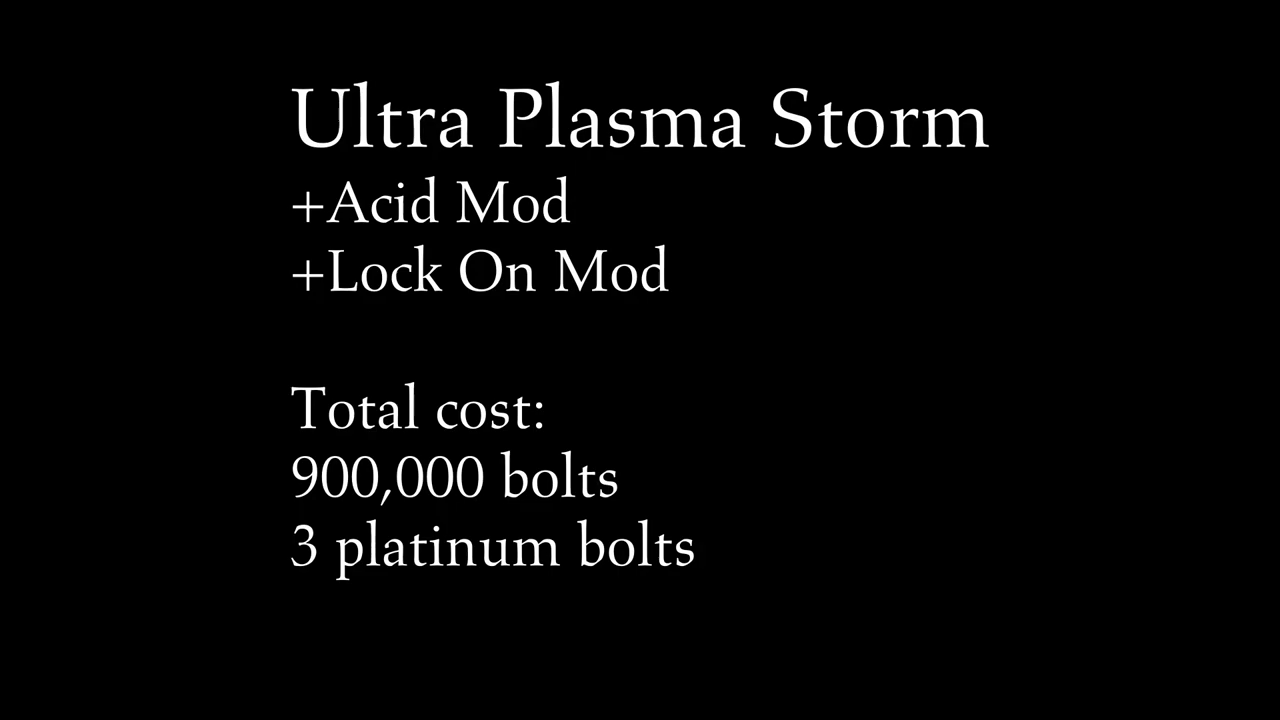 Ultra Plasma Storm
+Acid Mod
+Lock On Mod
Total cost:
900,000 bolts
3 platinum bolts